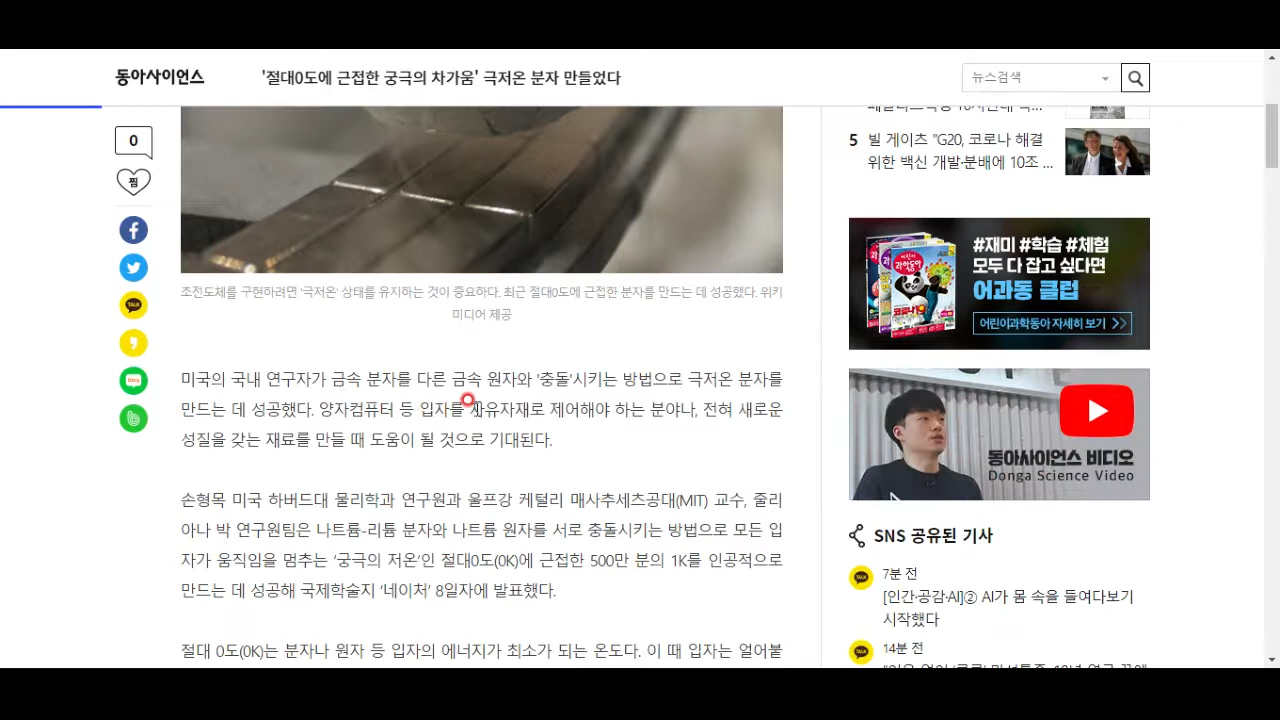 동아사이언스
'절대0도에 근접한 궁극의 차가움' 극저온 분자 만들었다
뉴스검색
0
찜
TALK
blog
초전도체를 구현하려면 '극저온' 상태를 유지하는 것이 중요하다. 최근 절대0도에 근접한 분자를 만드는 데 성공했다. 위키
미디어 제공
미국의 국내 연구자가 금속 분자를 다른 금속 원자와 '충돌'시키는 방법으로 극저온 분자를
만드는 데 성공했다. 양자컴퓨터 등 입자를 자유자재로 제어해야 하는 분야나, 전혀 새로운
성질을 갖는 재료를 만들 때 도움이 될 것으로 기대된다.
손형목 미국 하버드대 물리학과 연구원과 울프강 케털리 매사추세츠공대(MIT) 교수, 줄리
아나 박 연구원팀은 나트륨-리튬 분자와 나트륨 원자를 서로 충돌시키는 방법으로 모든 입
자가 움직임을 멈추는 '궁극의 저온'인 절대0도(0K)에 근접한 500만 분의 1K를 인공적으로
만드는 데 성공해 국제학술지 '네이처' 8일자에 발표했다.
절대 0도(0K)는 분자나 원자 등 입자의 에너지가 최소가 되는 온도다. 이 때 입자는 얼어붙
5 빌 게이츠 "G20, 코로나 해결
위한 백신 개발·분배에 10조 ...
어린이
과학동아
#재미 #학습 #체험
모두 다 잡고 싶다면
어과동 클럽
어린이과학동아 자세히 보기 >>
동아사이언스 비디오
Donga Science Video
SNS 공유된 기사
TALK
7분 전
[인간·공감·AI]② AI가 몸 속을 들여다보기
시작했다
TALK
14분 전